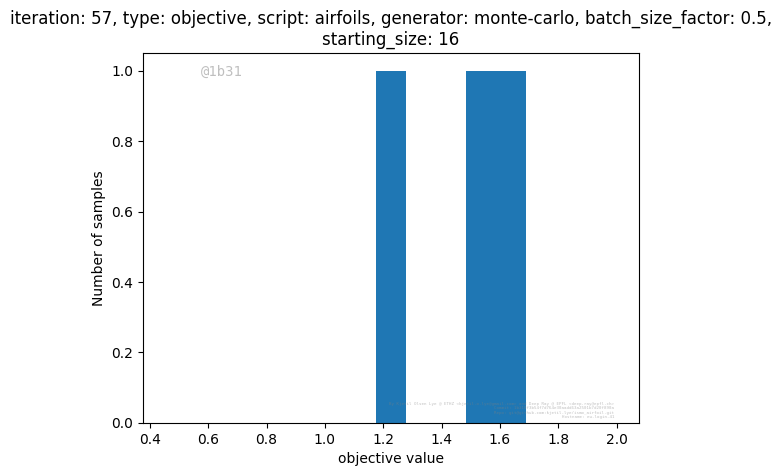 iteration: 57, type: objective, script: airfoils, generator: monte-carlo, batch_size_factor: 0.5,
starting_size: 16
@1b31
1.0
0.8
0.6
0.4
0.2
0.0
Number of samples
0.4 0.6 0.8 1.0 1.2 1.4 1.6 1.8 2.0
objective value